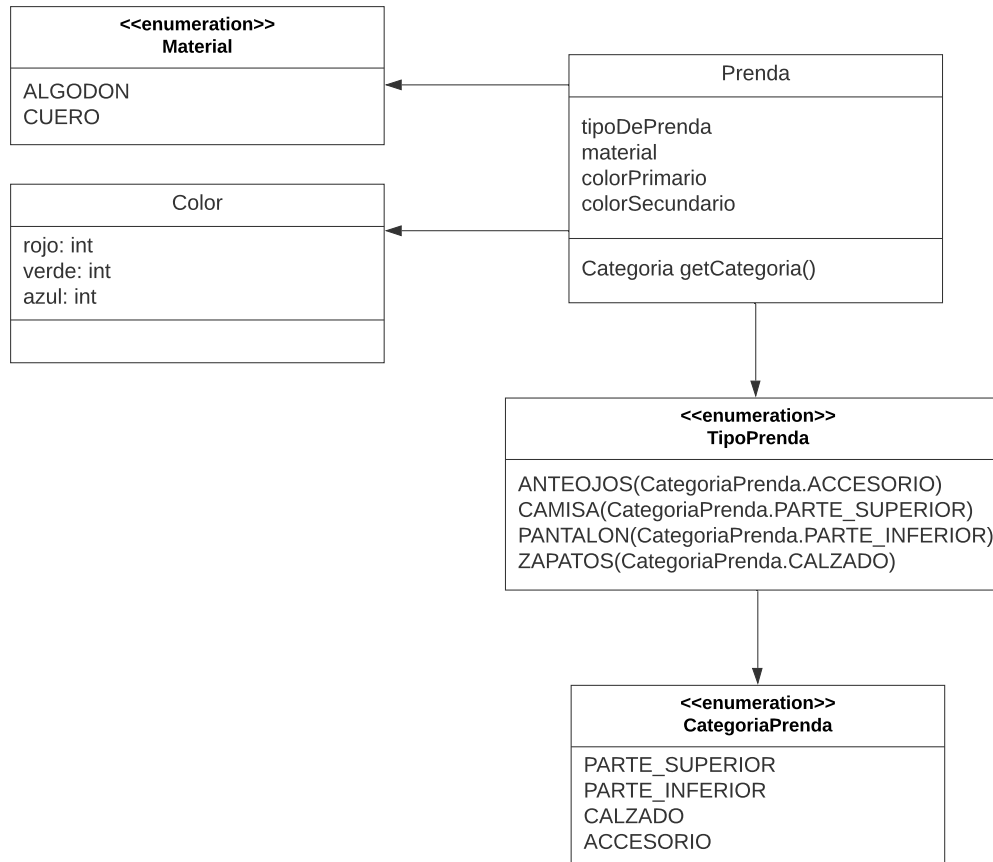 <<enumeration>>
Material
ALGODON
CUERO
Prenda
tipoDePrenda
material
colorPrimario
colorSecundario
Categoria getCategoria()
Color
rojo: int
verde: int
azul: int
<<enumeration>>
TipoPrenda
ANTEOJOS(CategoriaPrenda.ACCESORIO)
CAMISA(CategoriaPrenda.PARTE_SUPERIOR)
PANTALON(CategoriaPrenda.PARTE_INFERIOR)
ZAPATOS(CategoriaPrenda.CALZADO)
<<enumeration>>
CategoriaPrenda
PARTE_SUPERIOR
PARTE_INFERIOR
CALZADO
ACCESORIO